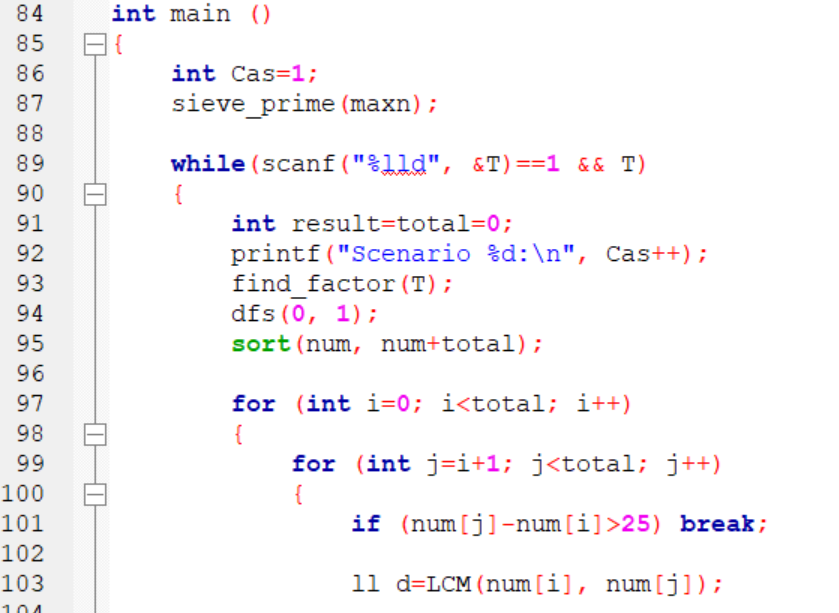 84 int main ()
85 {
86     int Cas=1;
87     sieve_prime(maxn);
88
89     while(scanf("%lld", &T)==1 && T)
90     {
91         int result=total=0;
92         printf("Scenario %d:\n", Cas++);
93         find_factor(T);
94         dfs(0, 1);
95         sort(num, num+total);
96
97         for (int i=0; i<total; i++)
98         {
99             for (int j=i+1; j<total; j++)
100             {
101                 if (num[j]-num[i]>25) break;
102
103                 ll d=LCM(num[i], num[j]);